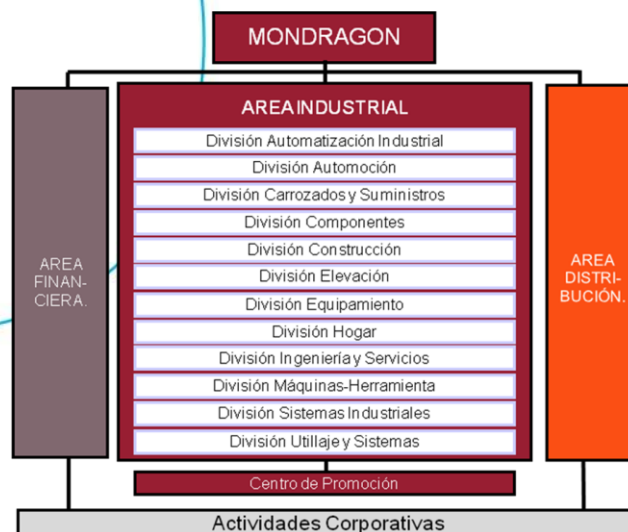 MONDRAGON
AREA INDUSTRIAL
División Automatización Industrial
División Automoción
División Carrozados y Suministros
División Componentes
División Construcción
División Elevación
División Equipamiento
División Hogar
División Ingeniería y Servicios
División Máquinas-Herramienta
División Sistemas Industriales
División Utillaje y Sistemas
AREA
FINAN-
CIERA.
AREA
DISTRI-
BUCIÓN.
Centro de Promoción
Actividades Corporativas